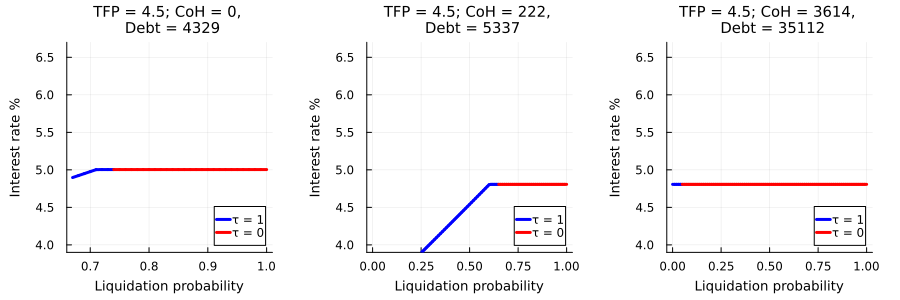 TFP = 4.5; CoH = 0,
Debt = 4329
Interest rate %
6.5
6.0
5.5
5.0
4.5
4.0
0.7
0.8
0.9
1.0
Liquidation probability
τ = 1
τ = 0
TFP = 4.5; CoH = 222,
Debt = 5337
Interest rate %
6.5
6.0
5.5
5.0
4.5
4.0
0.00
0.25
0.50
0.75
1.00
Liquidation probability
τ = 1
τ = 0
TFP = 4.5; CoH = 3614,
Debt = 35112
Interest rate %
6.5
6.0
5.5
5.0
4.5
4.0
0.00
0.25
0.50
0.75
1.00
Liquidation probability
τ = 1
τ = 0